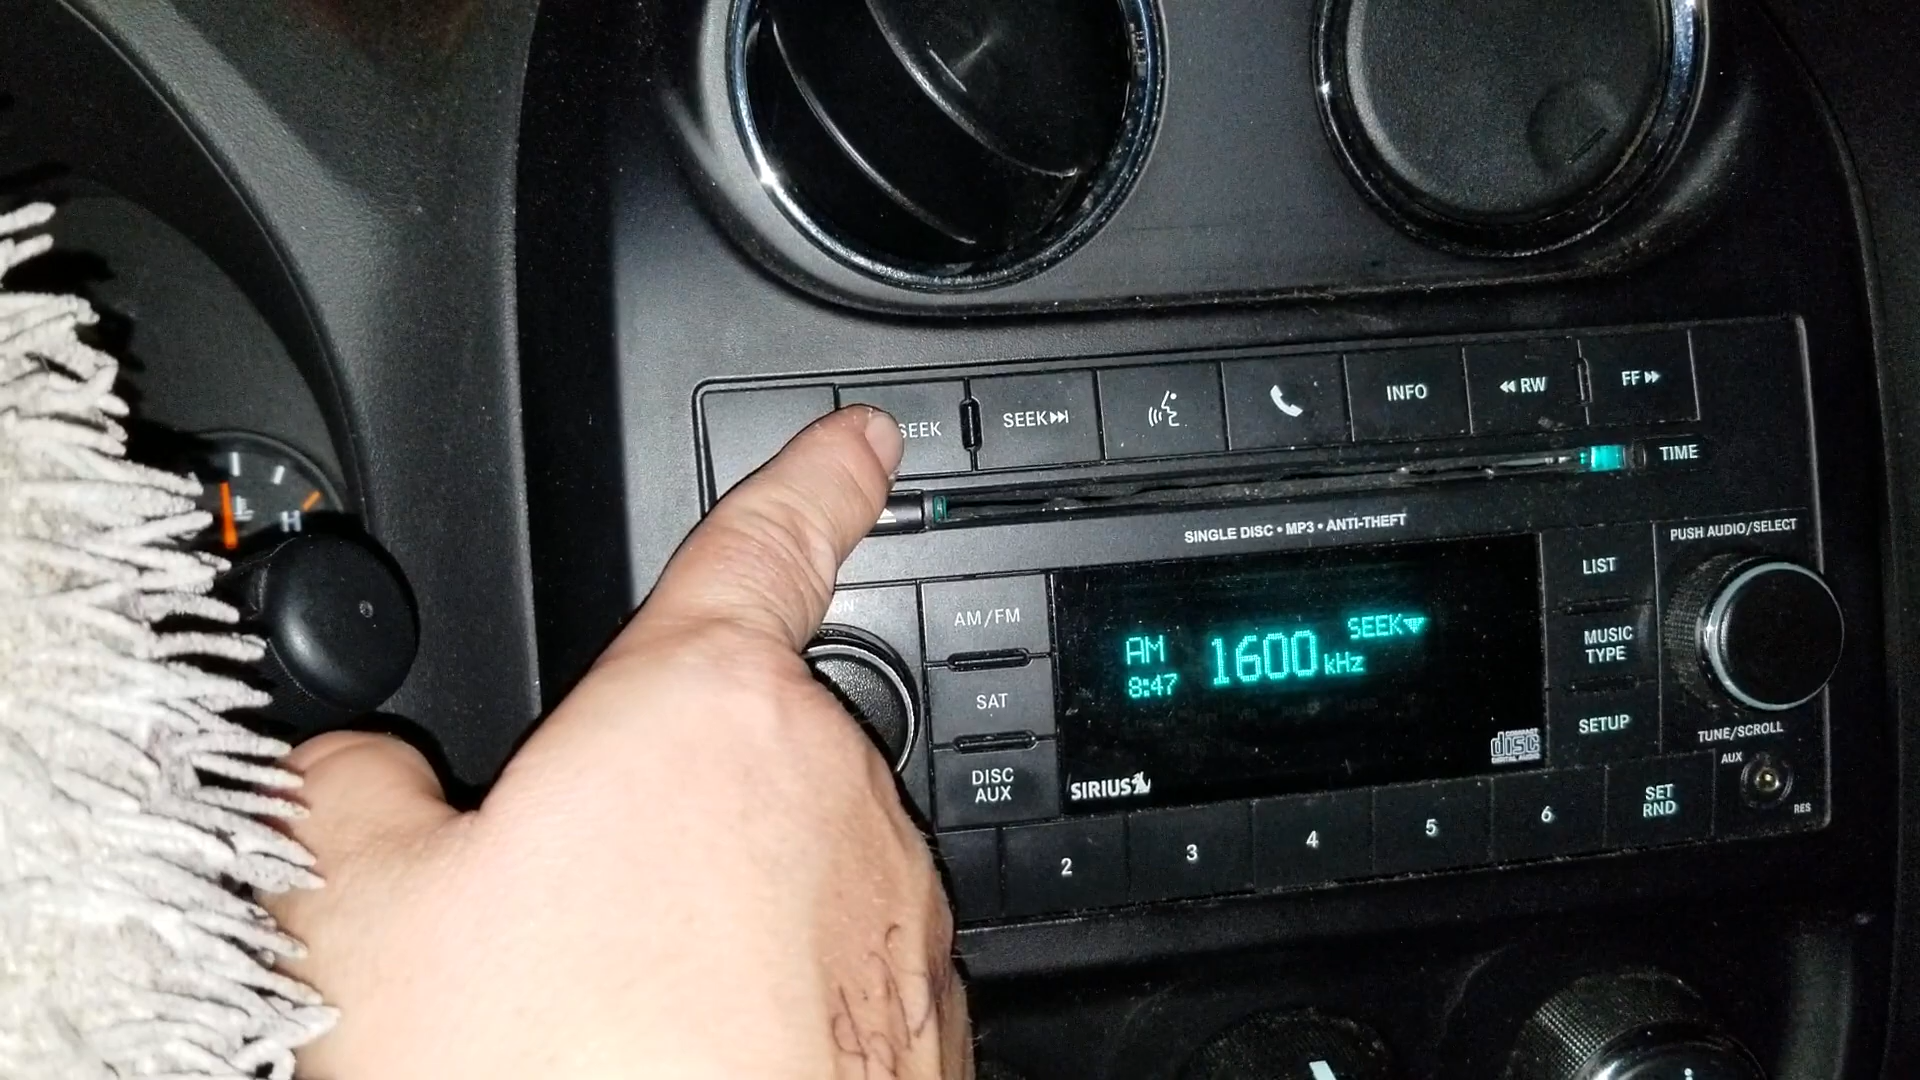 SEEK
SEEK
INFO
RW
FF
TIME
H
SINGLE DISC • MP3 • ANTI-THEFT
PUSH AUDIO/SELECT
AM/FM
LIST
AM
1600 kHz
SEEK
8:47
MUSIC
TYPE
SAT
SETUP
TUNE/SCROLL
DISC
AUX
SIRIUS
COMPACT
disc
DIGITAL AUDIO
AUX
RES
2
3
4
5
6
SET
RND